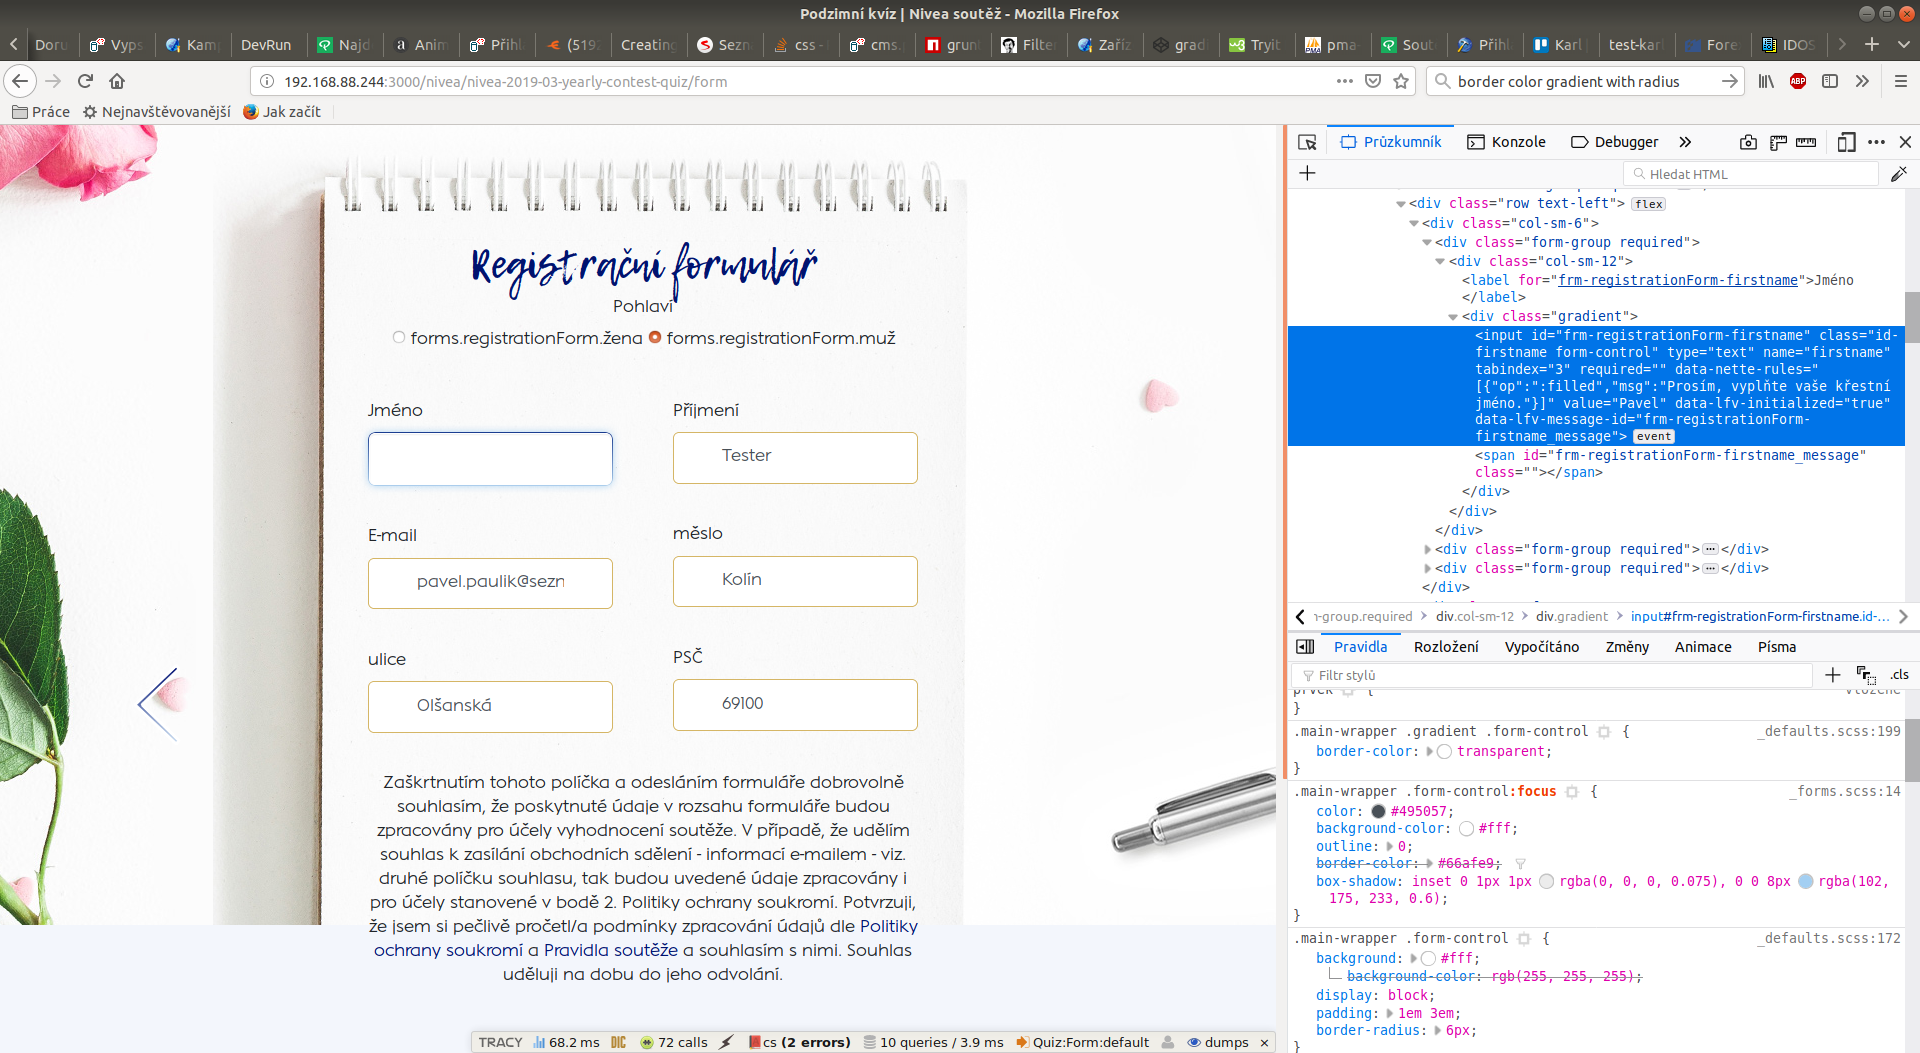 Podzimní kvíz | Nivea soutěž - Mozilla Firefox
Doru
Vyps
Kam
DevRun
Najd
Anim
Přihl
(519
Creating
Sezn
css -
cms.
grun
Filte
Zaříz
grad
Tryit
pma
Sout
Přihl
Karl
test-karl
Fore
IDOS
192.168.88.244:3000/nivea/nivea-2019-03-yearly-contest-quiz/form
border color gradient with radius
Práce
Nejnavštěvovanější
Jak začít
Registrační formulář
Pohlaví
forms.registrationForm.žena
forms.registrationForm.muž
Jméno
Příjmení
Tester
E-mail
měslo
pavel.paulik@sezn
Kolín
ulice
PSČ
Olšanská
69100
Zaškrtnutím tohoto políčka a odesláním formuláře dobrovolně
souhlasím, že poskytnuté údaje v rozsahu formuláře budou
zpracovány pro účely vyhodnocení soutěže. V případě, že udělím
souhlas k zasílání obchodních sdělení - informací e-mailem - viz.
druhé políčku souhlasu, tak budou uvedené údaje zpracovány i
pro účely stanovené v bodě 2. Politiky ochrany soukromí. Potvrzuji,
že jsem si pečlivě pročetl/a podmínky zpracování údajů dle Politiky
ochrany soukromí a Pravidla soutěže a souhlasím s nimi. Souhlas
uděluji na dobu do jeho odvolání.
TRACY 68.2 ms DIC 72 calls cs (2 errors) 10 queries / 3.9 ms Quiz:Form:default dumps ×
Průzkumník
Konzole
Debugger
Hledat HTML
<div class="row text-left"> flex
<div class="col-sm-6">
<div class="form-group required">
<div class="col-sm-12">
<label for="frm-registrationForm-firstname">Jméno
</label>
<div class="gradient">
<input id="frm-registrationForm-firstname" class="id-
firstname form-control" type="text" name="firstname"
tabindex="3" required="" data-nette-rules="
[{"op":":filled","msg":"Prosím, vyplňte vaše křestní
jméno."}]" value="Pavel" data-lfv-initialized="true"
data-lfv-message-id="frm-registrationForm-
firstname_message"> event
<span id="frm-registrationForm-firstname_message"
class=""></span>
</div>
</div>
</div>
<div class="form-group required">⋯</div>
<div class="form-group required">⋯</div>
</div>
n-group.required
div.col-sm-12
div.gradient
input#frm-registrationForm-firstname.id-...
Pravidla
Rozložení
Vypočítáno
Změny
Animace
Písma
Filtr stylů
.cls
prvek {
vložené
}
.main-wrapper .gradient .form-control {
_defaults.scss:199
border-color: transparent;
}
.main-wrapper .form-control:focus {
_forms.scss:14
color: #495057;
background-color: #fff;
outline: 0;
border-color: #66afe9;
box-shadow: inset 0 1px 1px rgba(0, 0, 0, 0.075), 0 0 8px rgba(102,
175, 233, 0.6);
}
.main-wrapper .form-control {
_defaults.scss:172
background: #fff;
background-color: rgb(255, 255, 255);
display: block;
padding: 1em 3em;
border-radius: 6px;
}